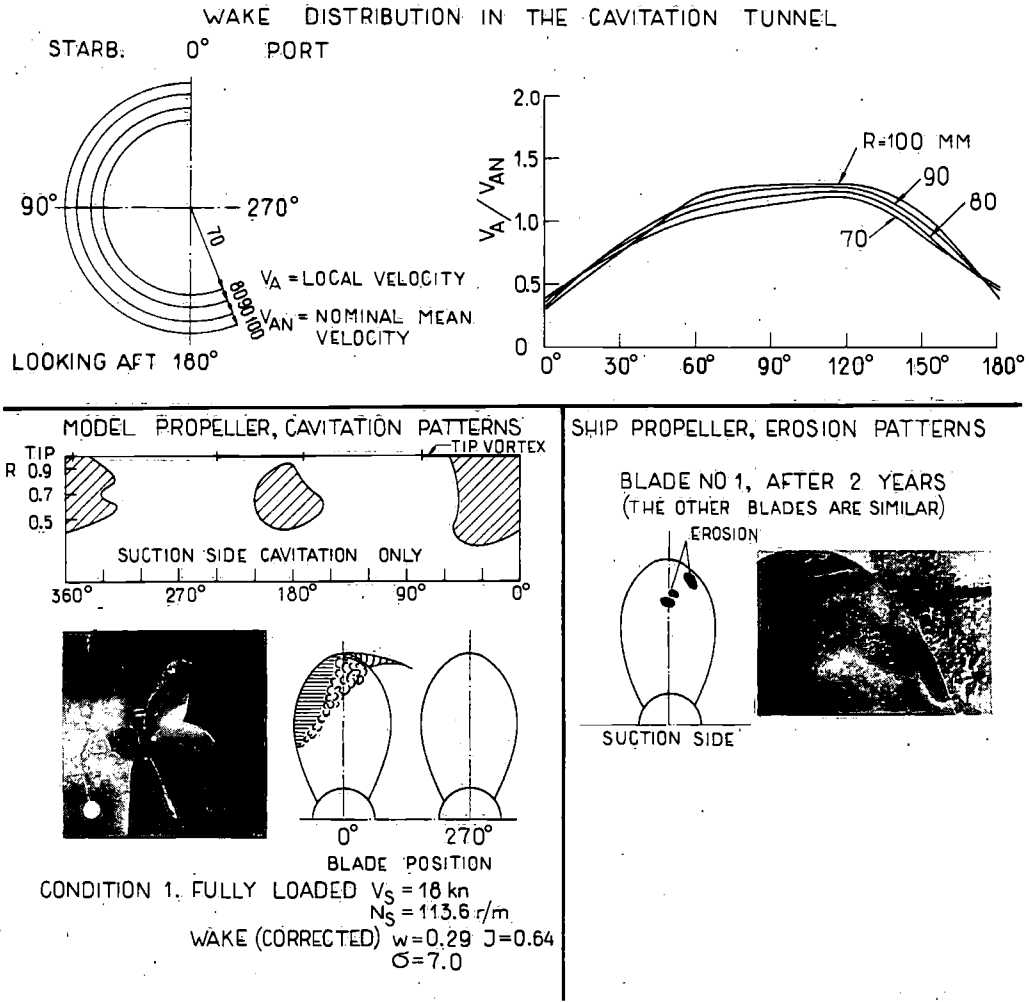 WAKE DISTRIBUTION IN THE CAVITATION TUNNEL
STARB. 0° PORT
90° 270°
70
80 90 100
V_A = LOCAL VELOCITY
V_AN = NOMINAL MEAN
VELOCITY
LOOKING AFT 180°
V_A / V_AN
2.0
1.5
1.0
0.5
0
0° 30° 60° 90° 120° 150° 180°
R=100 MM
90
80
70
MODEL PROPELLER, CAVITATION PATTERNS
TIP VORTEX
TIP
R 0.9
0.7
0.5
SUCTION SIDE CAVITATION ONLY
360° 270° 180° 90° 0°
0° 270°
BLADE POSITION
CONDITION 1. FULLY LOADED V_S = 18 kn
N_S = 113.6 r/m
WAKE (CORRECTED) w=0.29 J=0.64
σ=7.0
SHIP PROPELLER, EROSION PATTERNS
BLADE NO 1, AFTER 2 YEARS
(THE OTHER BLADES ARE SIMILAR)
EROSION
SUCTION SIDE